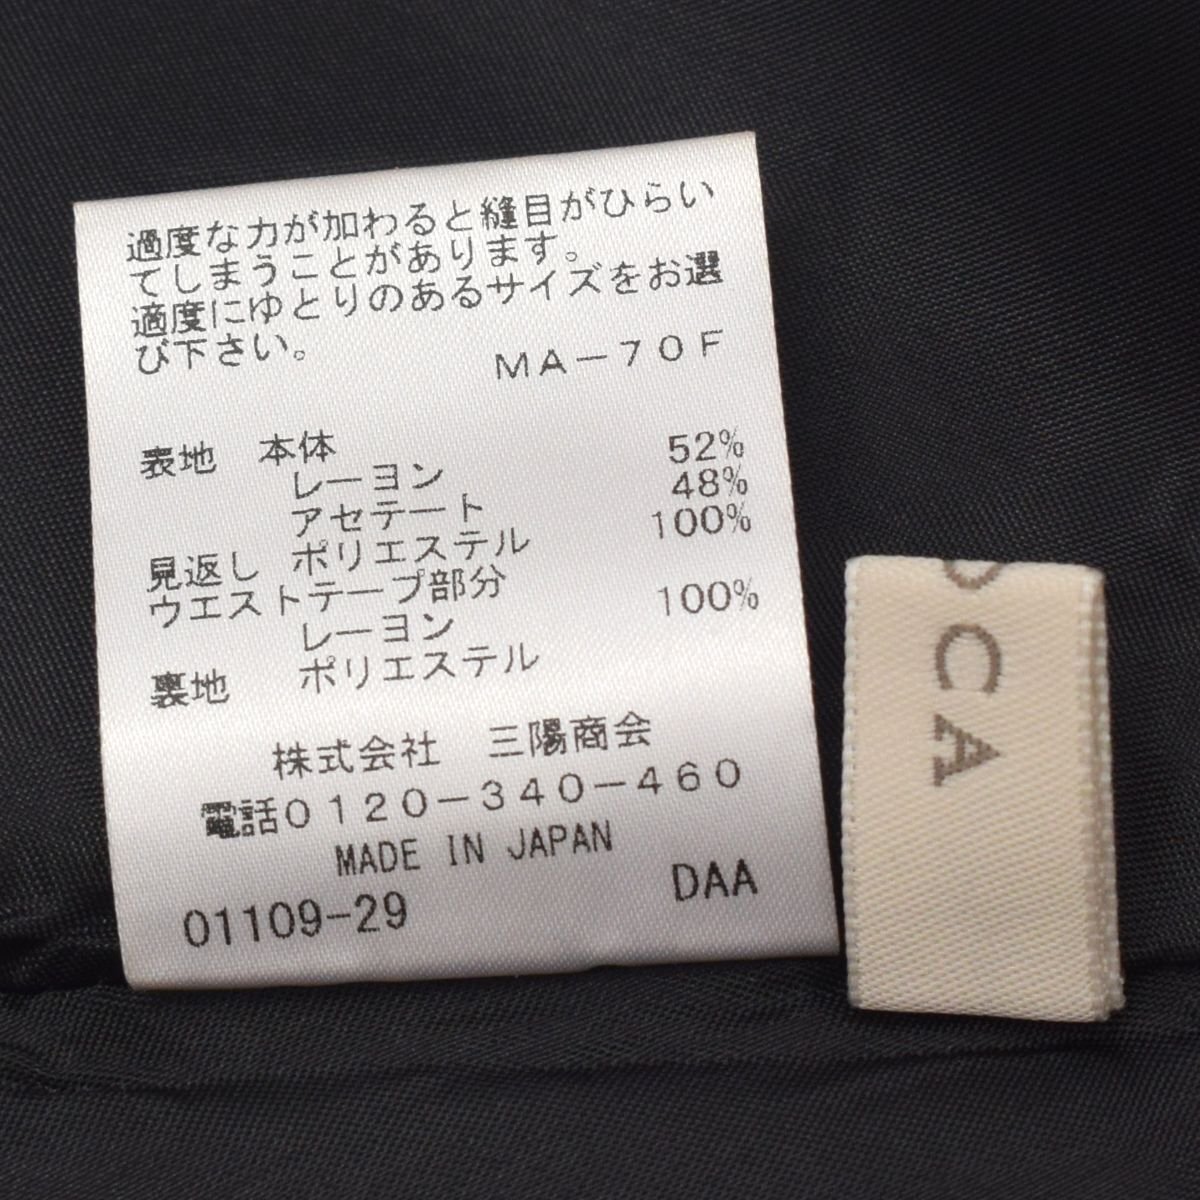 過度な力が加わると縫目がひらい
てしまうことがあります。
適度にゆとりのあるサイズをお選
び下さい。
MA-70F
表地 本体
レーヨン 52%
アセテート 48%
見返し ポリエステル 100%
ウエストテープ部分
レーヨン 100%
裏地 ポリエステル
株式会社 三陽商会
電話0120-340-460
MADE IN JAPAN
01109-29 DAA
CA